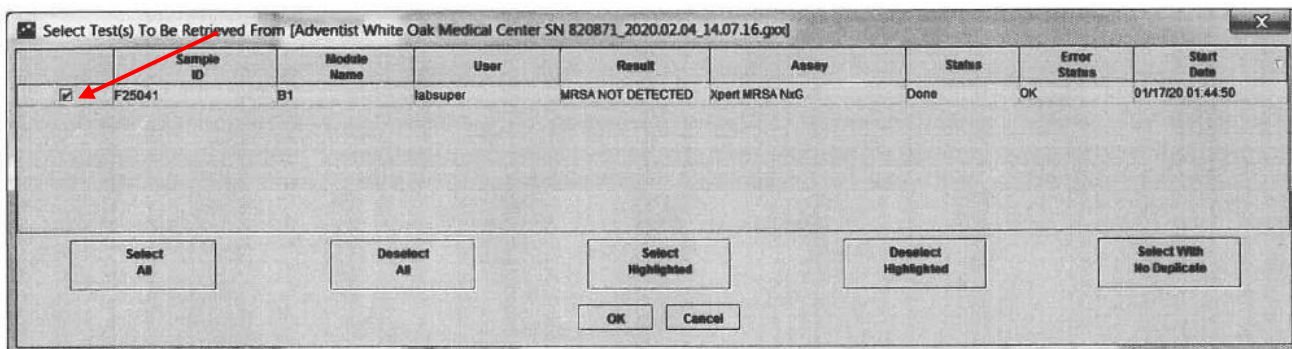 Select Test(s) To Be Retrieved From [Adventist White Oak Medical Center SN 820871_2020.02.04_14.07.16.gxx]
Sample ID Module Name User Result Assay Status Error Status Start Date
F25041 B1 labsuper MRSA NOT DETECTED Xpert MRSA NxG Done OK 01/17/20 01:44:50
Select All Deselect All Select Highlighted Deselect Highlighted Select With No Duplicate
OK Cancel